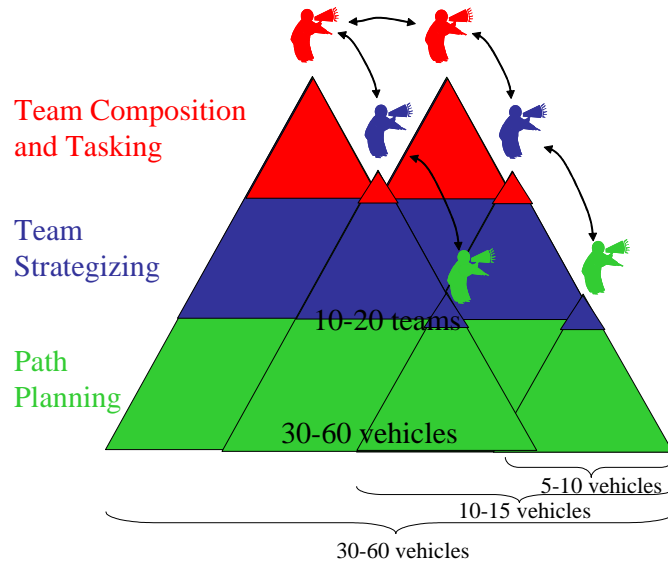 Team Composition
and Tasking
Team
Strategizing
10-20 teams
Path
Planning
30-60 vehicles
5-10 vehicles
10-15 vehicles
30-60 vehicles